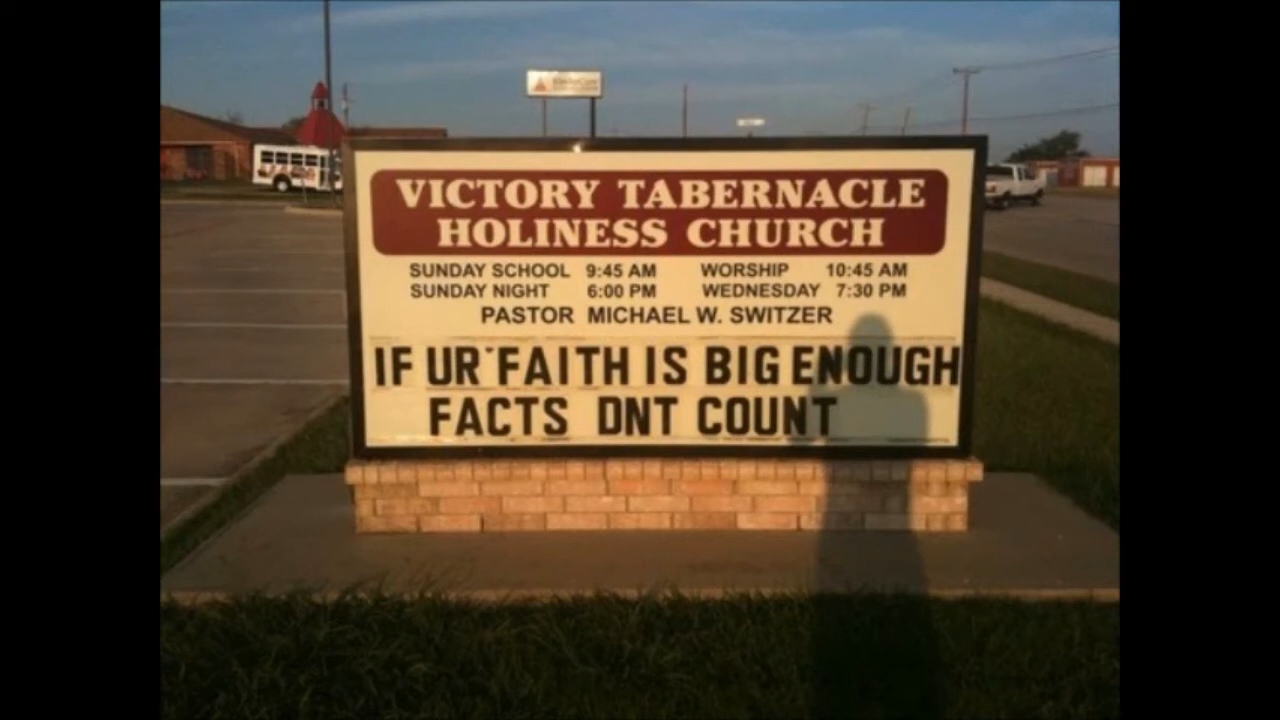 VICTORY TABERNACLE
HOLINESS CHURCH
SUNDAY SCHOOL 9:45 AM WORSHIP 10:45 AM
SUNDAY NIGHT 6:00 PM WEDNESDAY 7:30 PM
PASTOR MICHAEL W. SWITZER
IF UR FAITH IS BIG ENOUGH
FACTS DNT COUNT